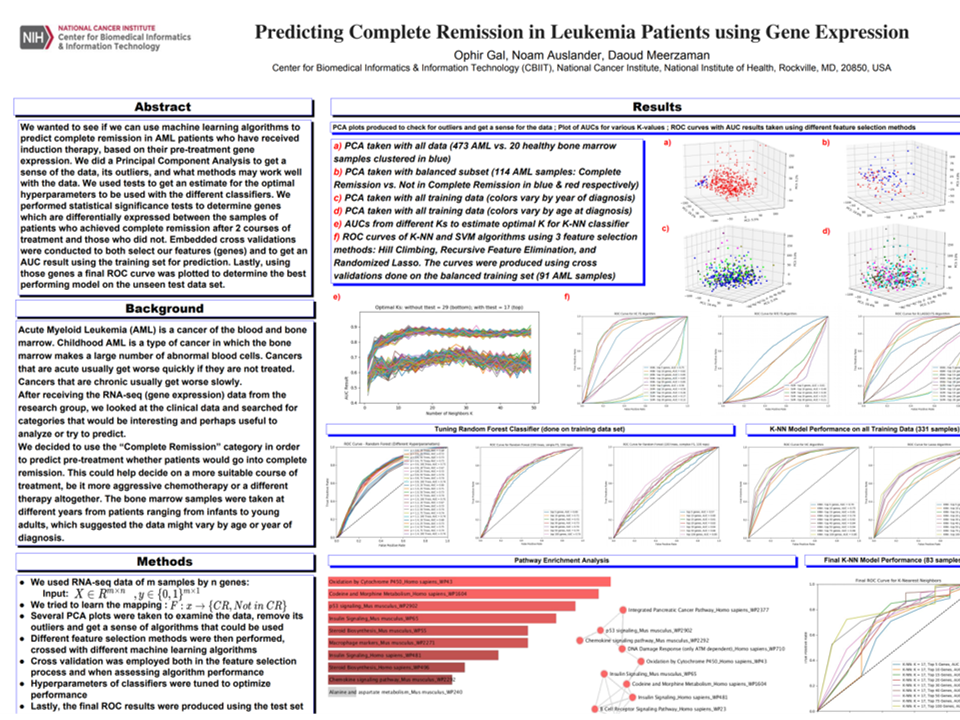 NIH
NATIONAL CANCER INSTITUTE
Center for Biomedical Informatics
& Information Technology
Predicting Complete Remission in Leukemia Patients using Gene Expression
Ophir Gal, Noam Auslander, Daoud Meerzaman
Center for Biomedical Informatics & Information Technology (CBIIT), National Cancer Institute, National Institute of Health, Rockville, MD, 20850, USA
Abstract
We wanted to see if we can use machine learning algorithms to
predict complete remission in AML patients who have received
induction therapy, based on their pre-treatment gene
expression. We did a Principal Component Analysis to get a
sense of the data, its outliers, and what methods may work well
with the data. We used tests to get an estimate for the optimal
hyperparameters to be used with the different classifiers. We
performed statistical significance tests to determine genes
which are differentially expressed between the samples of
patients who achieved complete remission after 2 courses of
treatment and those who did not. Embedded cross validations
were conducted to both select our features (genes) and to get an
AUC result using the training set for prediction. Lastly, using
those genes a final ROC curve was plotted to determine the best
performing model on the unseen test data set.
Background
Acute Myeloid Leukemia (AML) is a cancer of the blood and bone
marrow. Childhood AML is a type of cancer in which the bone
marrow makes a large number of abnormal blood cells. Cancers
that are acute usually get worse quickly if they are not treated.
Cancers that are chronic usually get worse slowly.
After receiving the RNA-seq (gene expression) data from the
research group, we looked at the clinical data and searched for
categories that would be interesting and perhaps useful to
analyze or try to predict.
We decided to use the “Complete Remission” category in order
to predict pre-treatment whether patients would go into complete
remission. This could help decide on a more suitable course of
treatment, be it more aggressive chemotherapy or a different
therapy altogether. The bone marrow samples were taken at
different years from patients ranging from infants to young
adults, which suggested the data might vary by age or year of
diagnosis.
Methods
● We used RNA-seq data of m samples by n genes:
Input: X ∈ R^{m×n} , y ∈ {0,1}^{m×1}
● We tried to learn the mapping : F : x → {CR, Not in CR}
● Several PCA plots were taken to examine the data, remove its
outliers and get a sense of algorithms that could be used
● Different feature selection methods were then performed,
crossed with different machine learning algorithms
● Cross validation was employed both in the feature selection
process and when assessing algorithm performance
● Hyperparameters of classifiers were tuned to optimize
performance
● Lastly, the final ROC results were produced using the test set
Results
PCA plots produced to check for outliers and get a sense for the data ; Plot of AUCs for various K-values ; ROC curves with AUC results taken using different feature selection methods
a) PCA taken with all data (473 AML vs. 20 healthy bone marrow
samples clustered in blue)
b) PCA taken with balanced subset (114 AML samples: Complete
Remission vs. Not in Complete Remission in blue & red respectively)
c) PCA taken with all training data (colors vary by year of diagnosis)
d) PCA taken with all training data (colors vary by age at diagnosis)
e) AUCs from different Ks to estimate optimal K for K-NN classifier
f) ROC curves of K-NN and SVM algorithms using 3 feature selection
methods: Hill Climbing, Recursive Feature Elimination, and
Randomized Lasso. The curves were produced using cross
validations done on the balanced training set (91 AML samples)
a)
b)
c)
d)
e)
f)
Optimal Ks: without ttest = 29 (bottom); with ttest = 17 (top)
AUC Result
Number of Neighbors K
Tuning Random Forest Classifier (done on training set)
K-NN Model Performance on all Training Data (331 samples)
Pathway Enrichment Analysis
Oxidation by Cytochrome P450_Homo sapiens_WP43
Codeine and Morphine Metabolism_Homo sapiens_WP1604
p53 signaling_Mus musculus_WP2902
Insulin Signaling_Mus musculus_WP65
Steroid Biosynthesis_Mus musculus_WP55
Macrophage markers_Mus musculus_WP2271
Insulin Signaling_Homo sapiens_WP481
Steroid Biosynthesis_Homo sapiens_WP496
Chemokine signaling pathway_Mus musculus_WP2292
Alanine and aspartate metabolism_Mus musculus_WP240
Integrated Pancreatic Cancer Pathway_Homo sapiens_WP2377
p53 signaling_Mus musculus_WP2902
Chemokine signaling pathway_Mus musculus_WP2292
DNA Damage Response (only ATM dependent)_Homo sapiens_WP710
Oxidation by Cytochrome P450_Homo sapiens_WP43
Insulin Signaling_Mus musculus_WP65
Codeine and Morphine Metabolism_Homo sapiens_WP1604
Insulin Signaling_Homo sapiens_WP481
B Cell Receptor Signaling Pathway_Homo sapiens_WP23
Final K-NN Model Performance (83 samples
Final ROC Curve for K-Nearest Neighbors